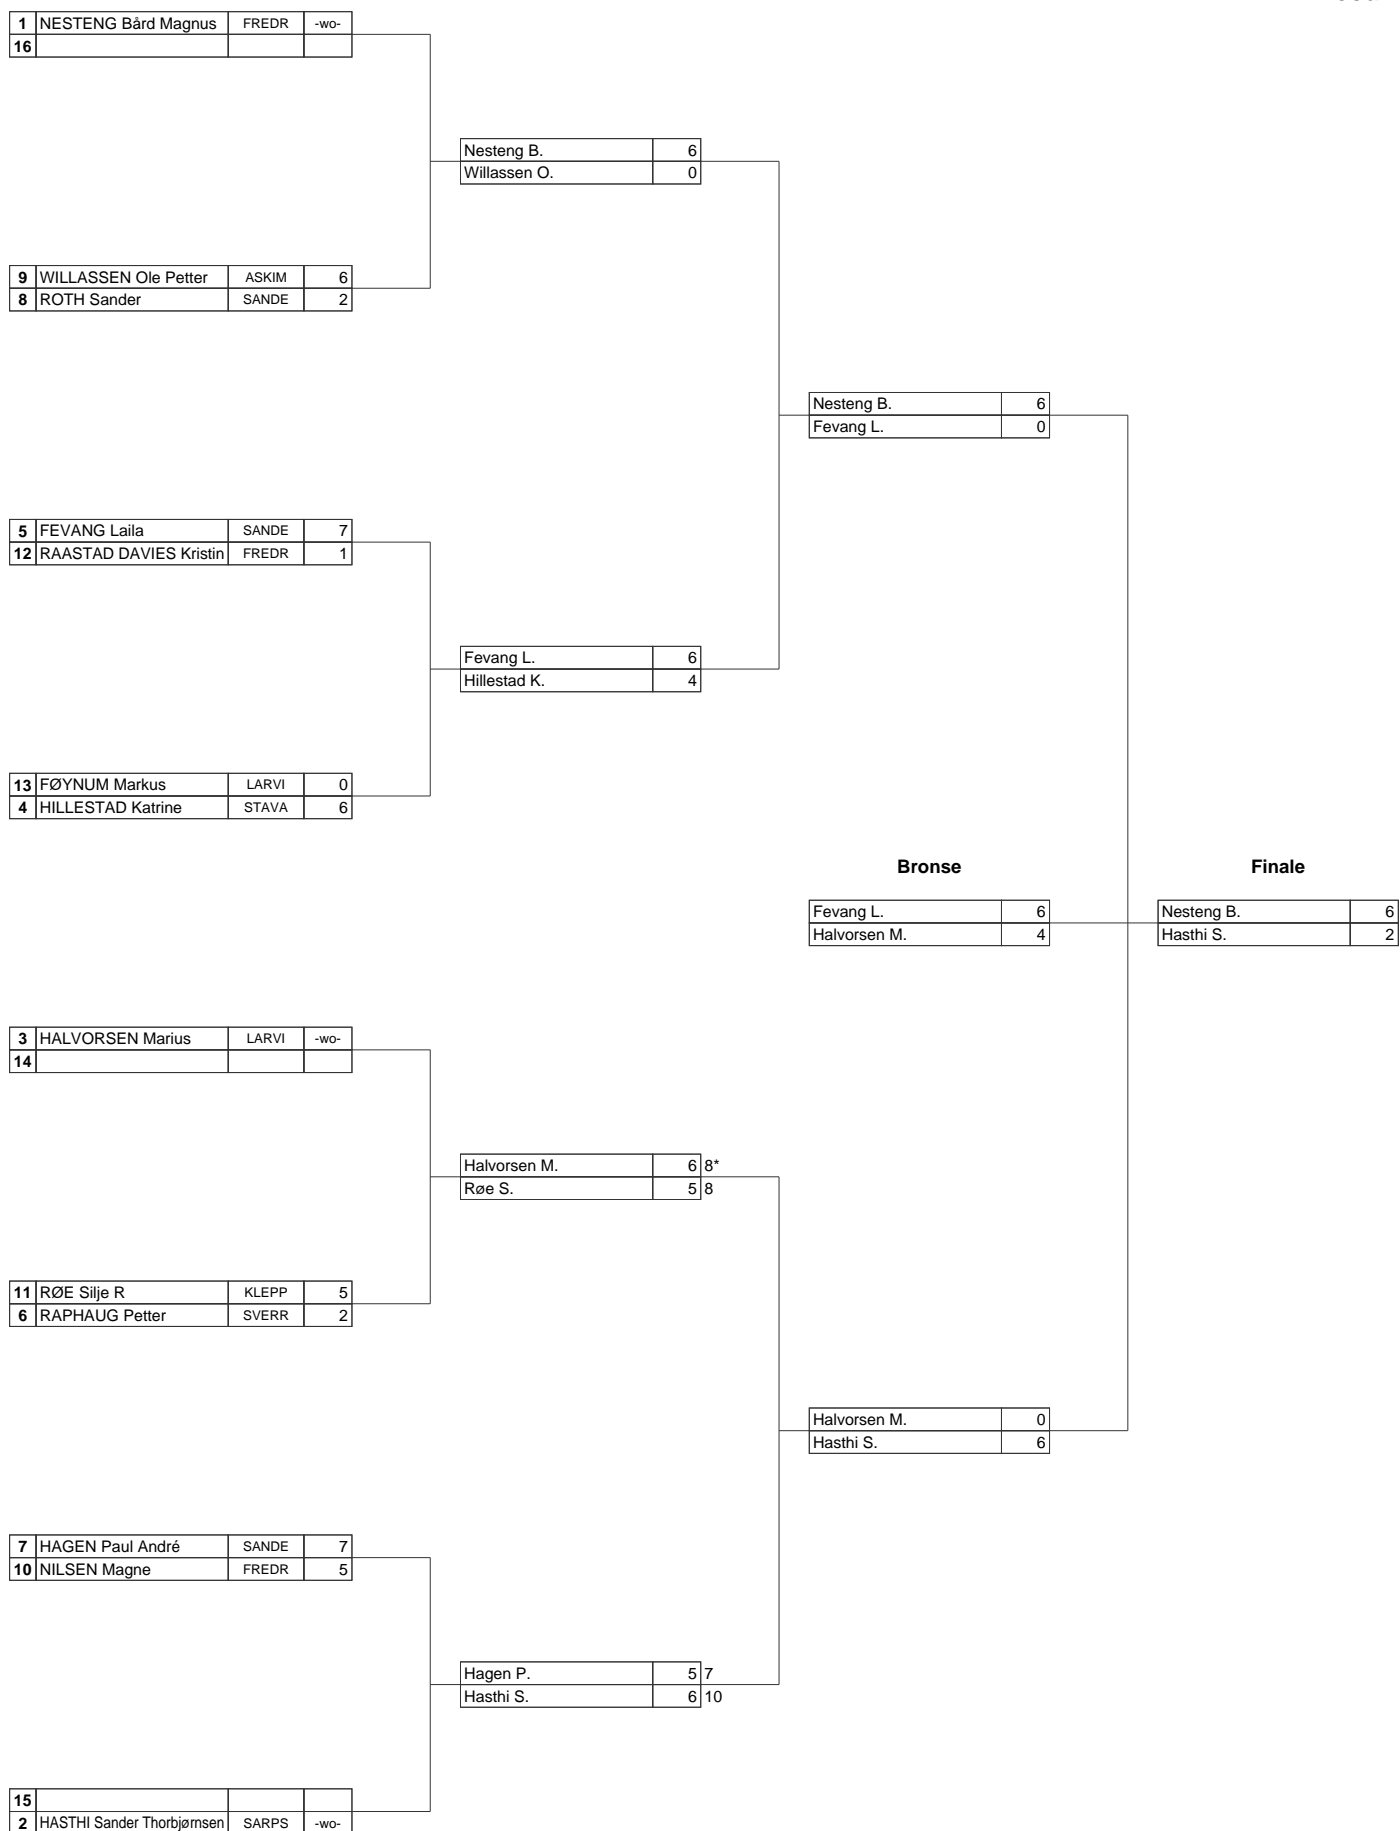 1 NESTENG Bård Magnus FREDR -wo-
16
Nesteng B. 6
Willassen O. 0
9 WILLASSEN Ole Petter ASKIM 6
8 ROTH Sander SANDE 2
Nesteng B. 6
Fevang L. 0
5 FEVANG Laila SANDE 7
12 RAASTAD DAVIES Kristin FREDR 1
Fevang L. 6
Hillestad K. 4
13 FØYNUM Markus LARVI 0
4 HILLESTAD Katrine STAVA 6
Bronse Finale
Fevang L. 6 Nesteng B. 6
Halvorsen M. 4 Hasthi S. 2
3 HALVORSEN Marius LARVI -wo-
14
Halvorsen M. 6 8*
Røe S. 5 8
11 RØE Silje R KLEPP 5
6 RAPHAUG Petter SVERR 2
Halvorsen M. 0
Hasthi S. 6
7 HAGEN Paul André SANDE 7
10 NILSEN Magne FREDR 5
Hagen P. 5 7
Hasthi S. 6 10
15
2 HASTHI Sander Thorbjørnsen SARPS -wo-